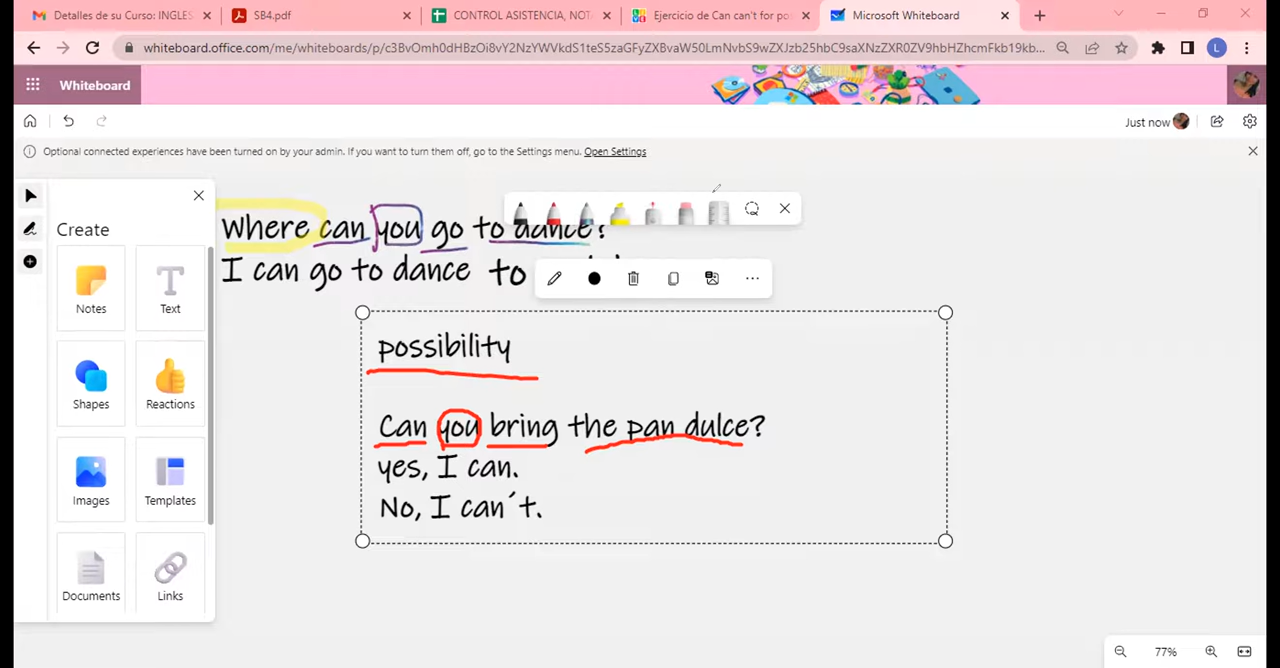 Detalles de su Curso: INGLES
SB4.pdf
CONTROL ASISTENCIA, NOTA
Ejercicio de Can can't for po
Microsoft Whiteboard
Whiteboard
Just now
Optional connected experiences have been turned on by your admin. If you want to turn them off, go to the Settings menu. Open Settings
Create
Notes
Text
Shapes
Reactions
Images
Templates
Documents
Links
Where can you go to dance?
I can go to dance to
possibility
Can you bring the pan dulce?
yes, I can.
No, I can´t.
77%
L